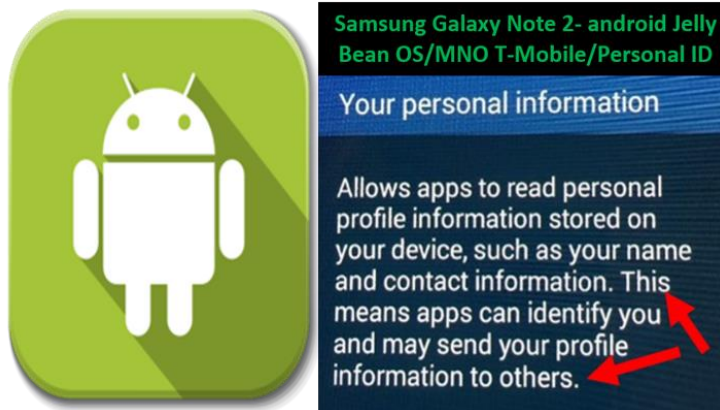 Samsung Galaxy Note 2- android Jelly
Bean OS/MNO T-Mobile/Personal ID
Your personal information
Allows apps to read personal
profile information stored on
your device, such as your name
and contact information. This
means apps can identify you
and may send your profile
information to others.